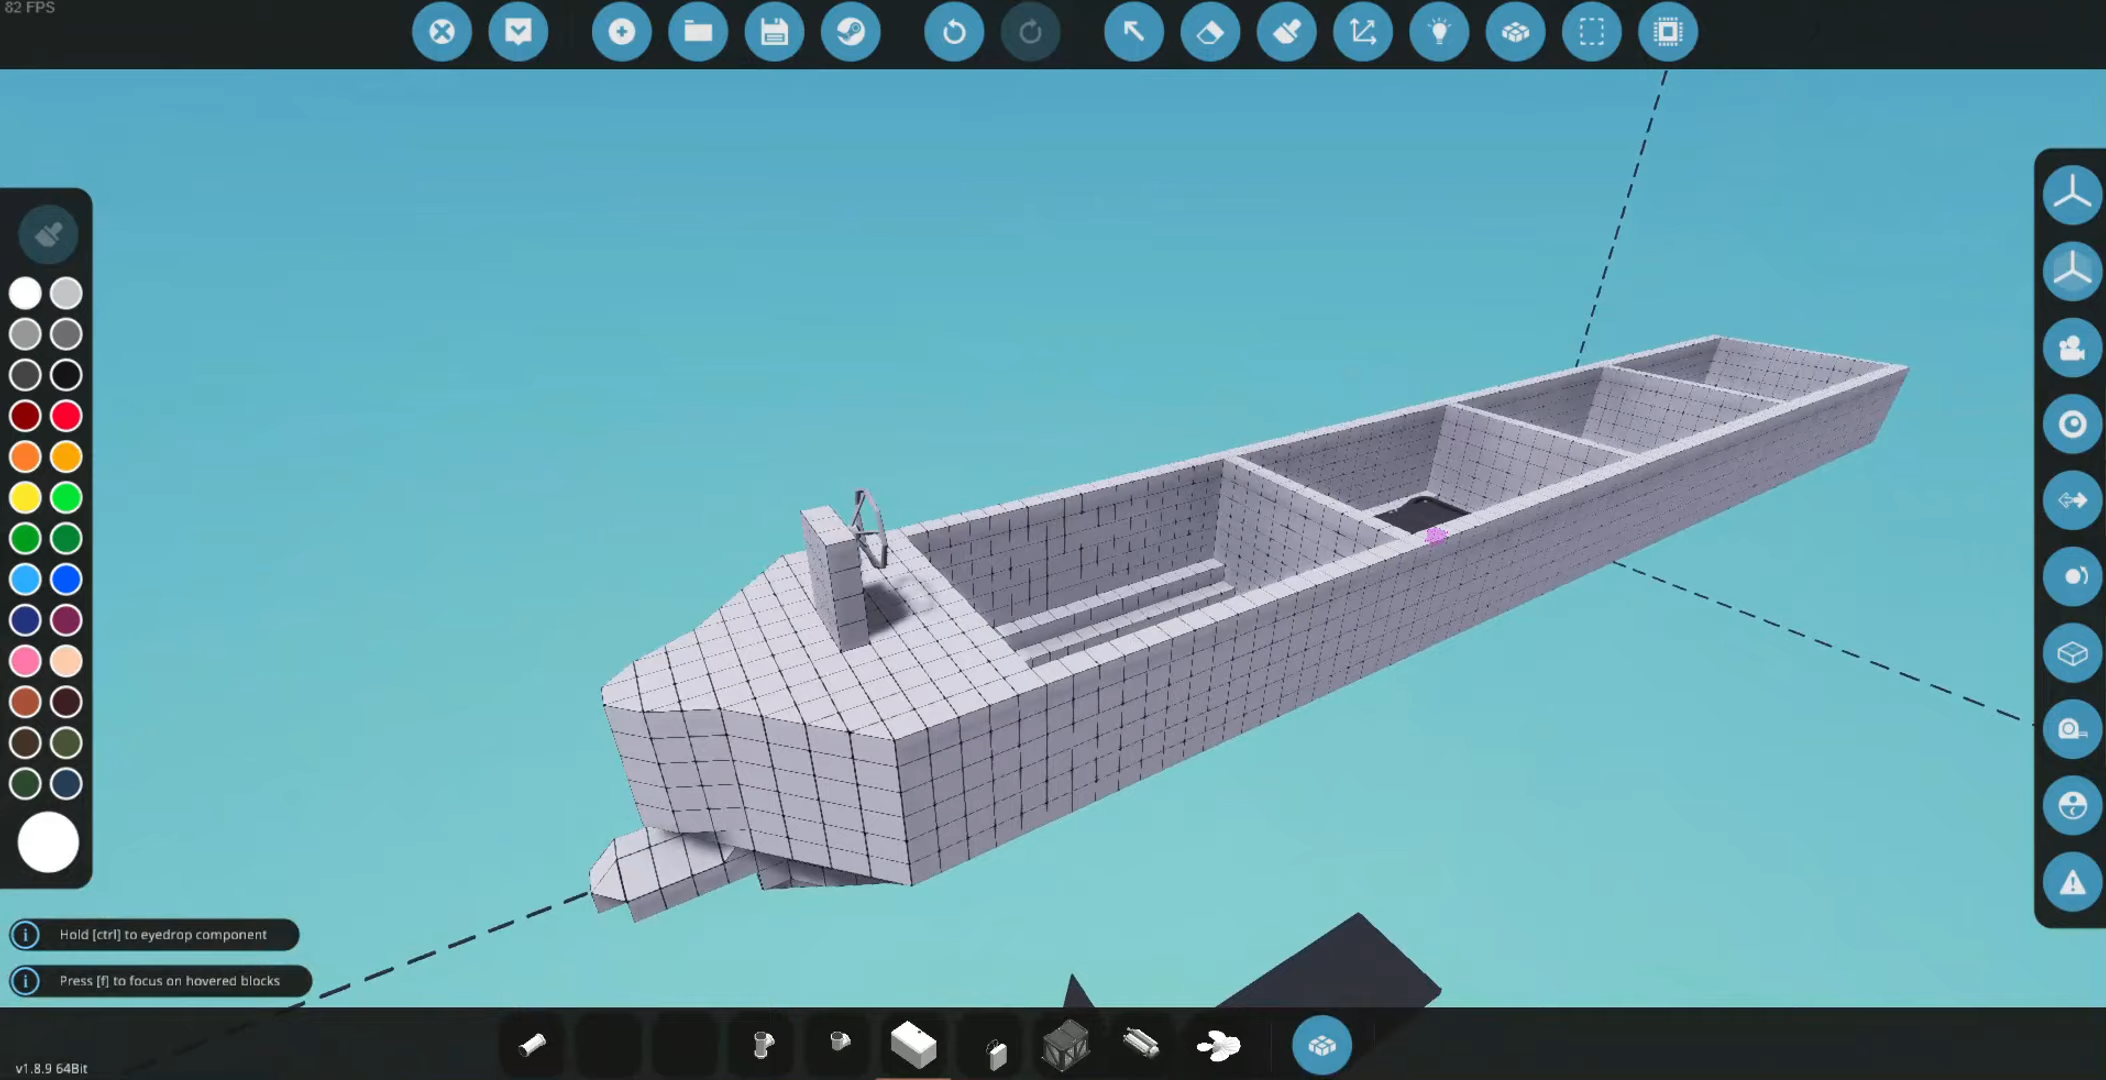 82 FPS
Hold [ctrl] to eyedrop component
Press [f] to focus on hovered blocks
v1.8.9 64Bit